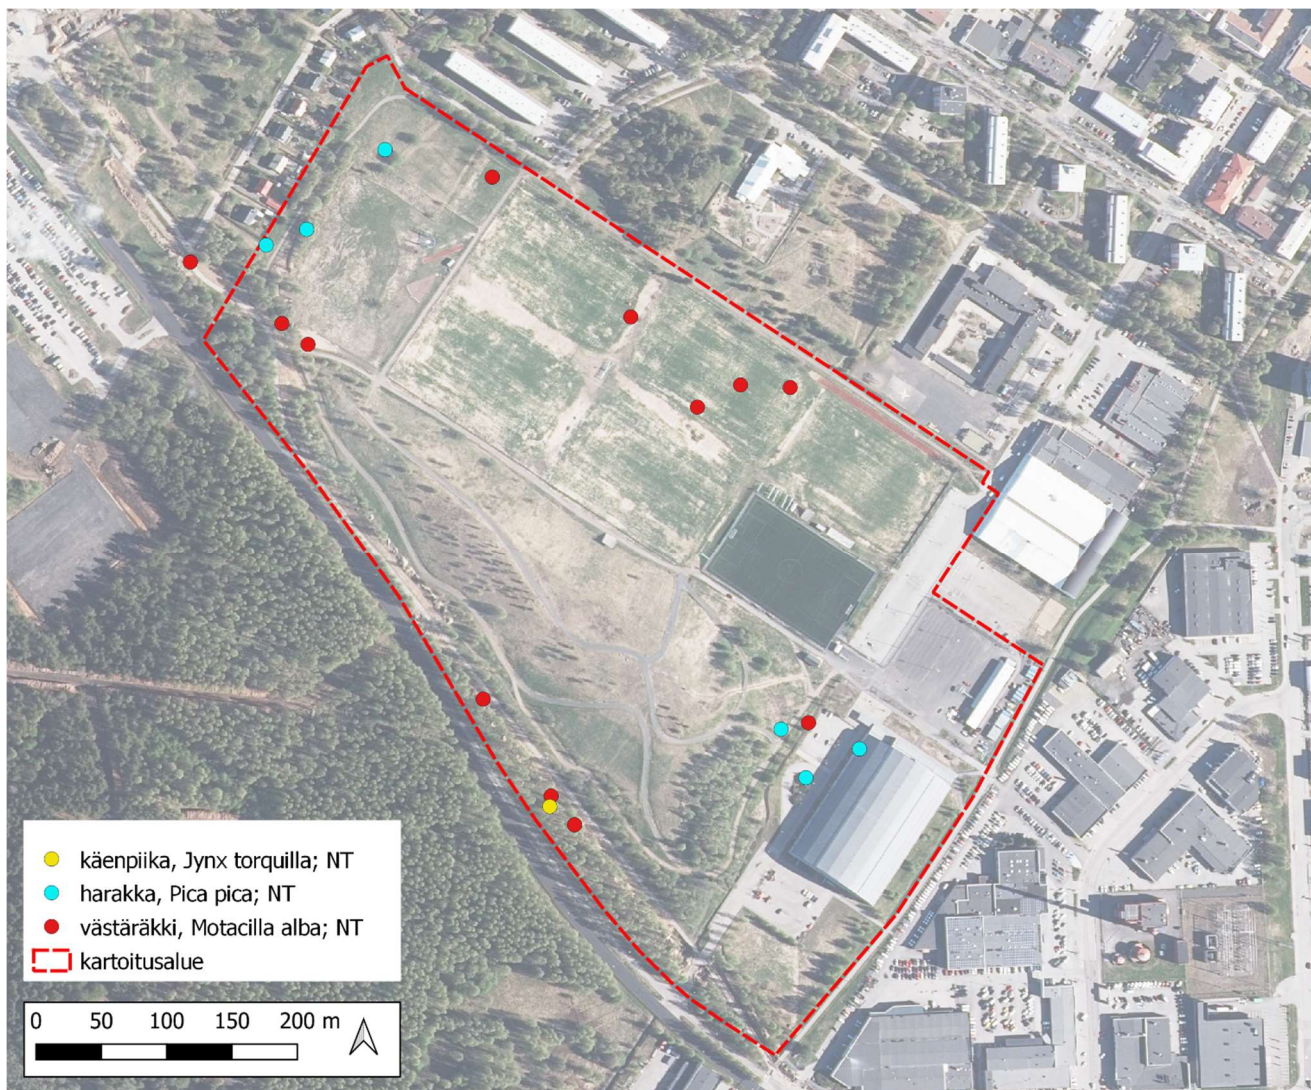 käenpiika, Jynx torquilla; NT
harakka, Pica pica; NT
västäräkki, Motacilla alba; NT
kartoitusalue
0 50 100 150 200 m